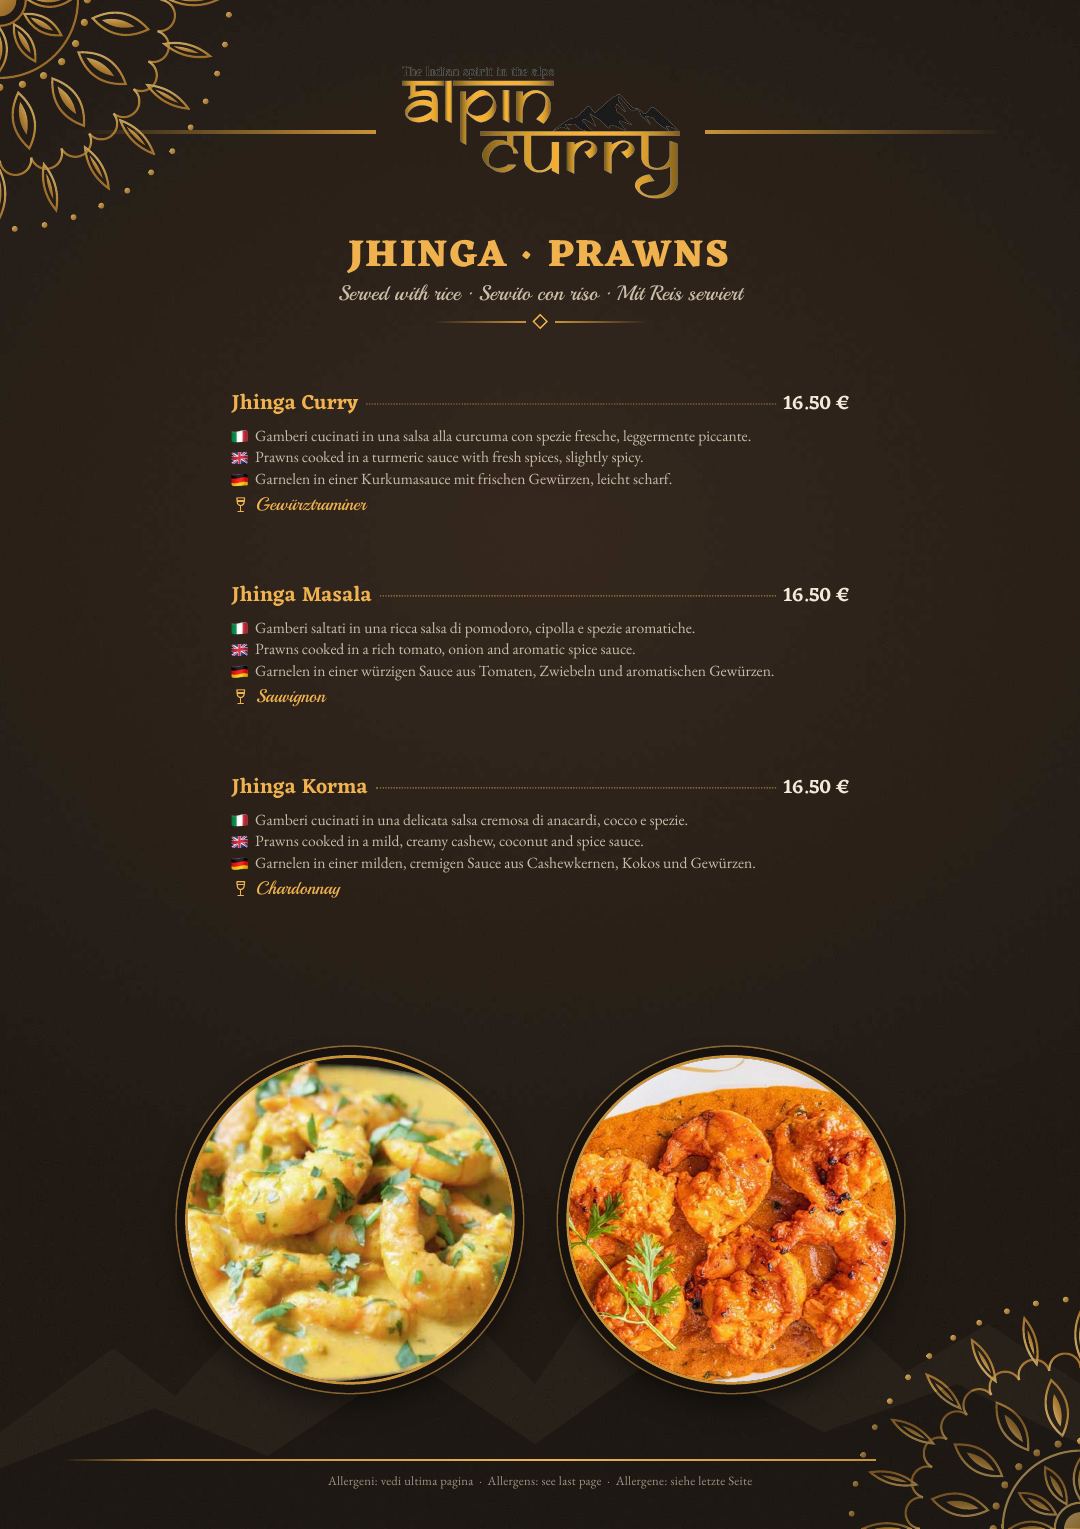 The Indian spirit in the alps
alpin
curry
JHINGA · PRAWNS
Served with rice · Servito con riso · Mit Reis serviert
Jhinga Curry 16.50 €
Gamberi cucinati in una salsa alla curcuma con spezie fresche, leggermente piccante.
Prawns cooked in a turmeric sauce with fresh spices, slightly spicy.
Garnelen in einer Kurkumasauce mit frischen Gewürzen, leicht scharf.
Gewürztraminer
Jhinga Masala 16.50 €
Gamberi saltati in una ricca salsa di pomodoro, cipolla e spezie aromatiche.
Prawns cooked in a rich tomato, onion and aromatic spice sauce.
Garnelen in einer würzigen Sauce aus Tomaten, Zwiebeln und aromatischen Gewürzen.
Sauvignon
Jhinga Korma 16.50 €
Gamberi cucinati in una delicata salsa cremosa di anacardi, cocco e spezie.
Prawns cooked in a mild, creamy cashew, coconut and spice sauce.
Garnelen in einer milden, cremigen Sauce aus Cashewkernen, Kokos und Gewürzen.
Chardonnay
Allergeni: vedi ultima pagina · Allergens: see last page · Allergene: siehe letzte Seite